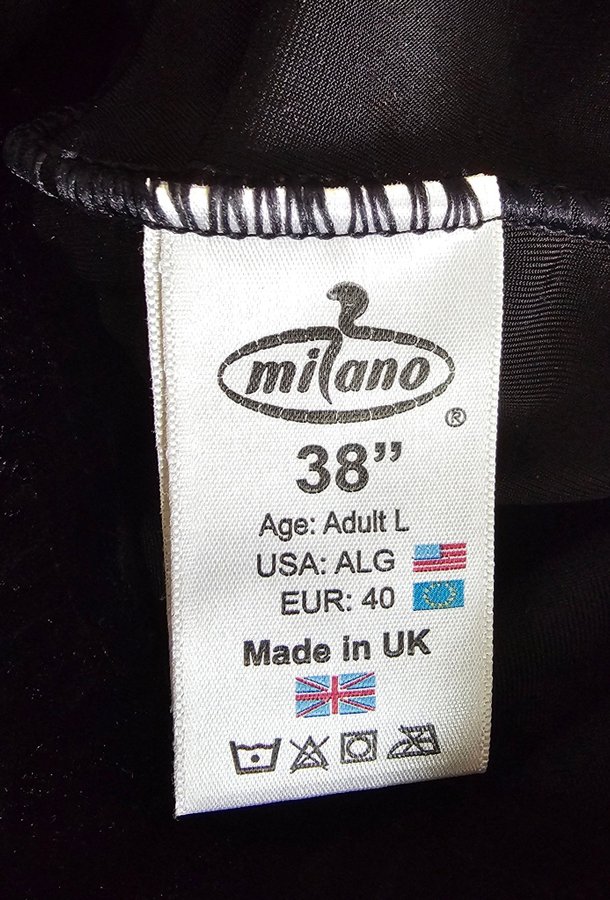 milano
®
38”
Age: Adult L
USA: ALG
EUR: 40
Made in UK